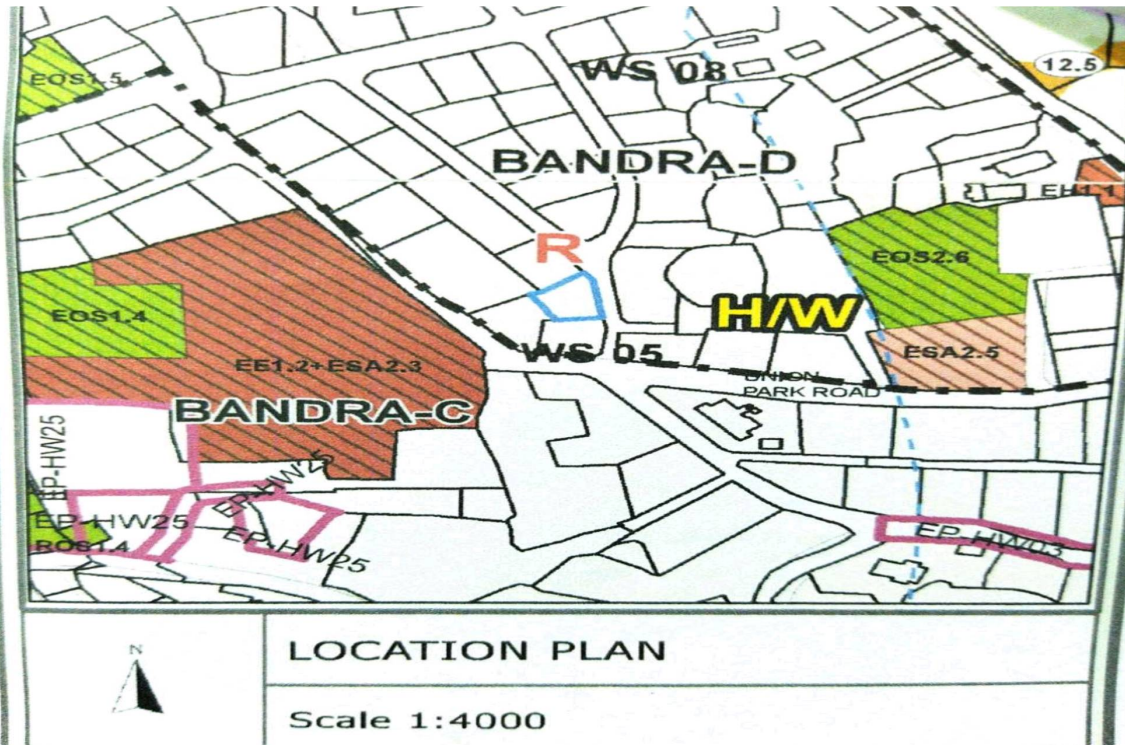 EOS1.5
WS 08
12.5
BANDRA-D
EH1.1
R
EOS2.6
EOS1.4
H/W
WS 05
ESA2.5
EE1.2+ESA2.3
UNION
PARK ROAD
BANDRA-C
EP-HW25
EP-HW25
EP-HW25
EP-HW25
EP-HW03
ROS1.4
N
LOCATION PLAN
Scale 1:4000